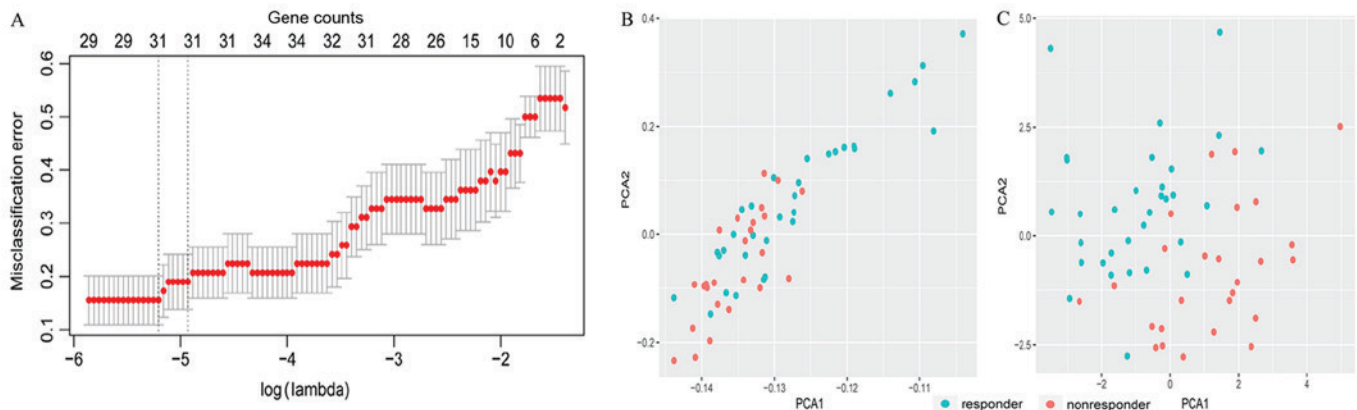 A
Gene counts
29 29 31 31 34 34 32 31 28 26 15 10 6 2
Misclassification error
0.6
0.5
0.4
0.3
0.2
0.1
−6 −5 −4 −3 −2
log(lambda)
B
0.4
0.2
0.0
−0.2
PCA2
−0.14 −0.13 −0.12 −0.11
PCA1
C
5.0
2.5
0.0
−2.5
PCA2
−2 0 2 4
PCA1
responder nonresponder